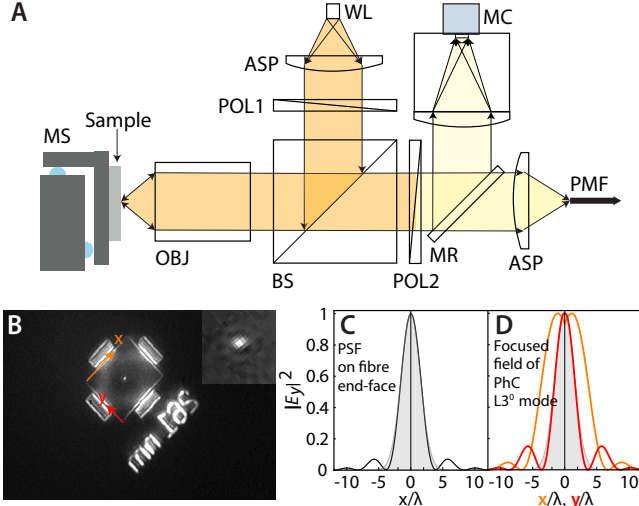 A
WL
MC
ASP
POL1
Sample
MS
PMF
OBJ
BS
POL2
MR
ASP
B
x
y
C
PSF
on fibre
end-face
D
Focused
field of
PhC
L3⁰ mode
|Ey|²
1
0.8
0.6
0.4
0.2
0
-10 -5 0 5 10
x/λ
-10 -5 0 5 10
x/λ, y/λ